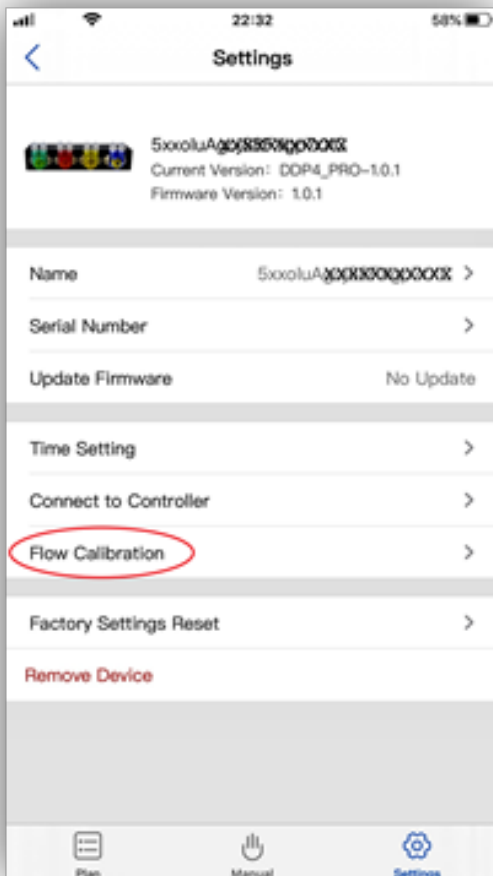 22:32
58%
Settings
Current Version: DDP4_PRO-1.0.1
Firmware Version: 1.0.1
Name
Serial Number
Update Firmware No Update
Time Setting
Connect to Controller
Flow Calibration
Factory Settings Reset
Remove Device
Plan Manual Settings